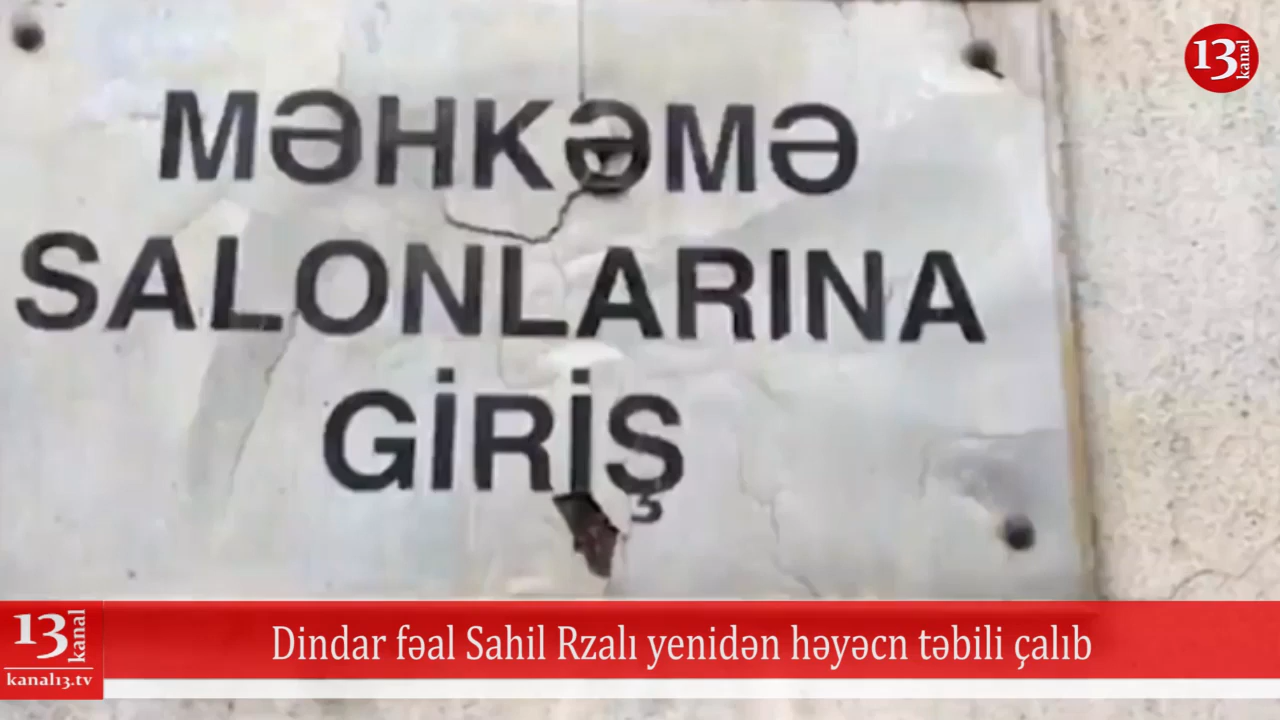 13 kanal
MƏHKƏMƏ
SALONLARINA
GİRİŞ
13 kanal
kanal13.tv
Dindar fəal Sahil Rzalı yenidən həyəcn təbili çalıb